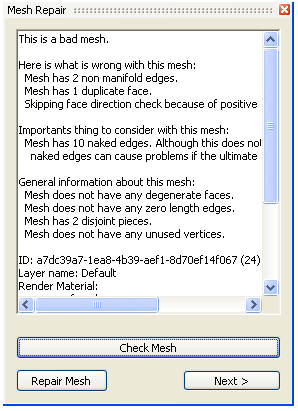 Mesh Repair
This is a bad mesh.
Here is what is wrong with this mesh:
Mesh has 2 non manifold edges.
Mesh has 1 duplicate face.
Skipping face direction check because of positive
Importants thing to consider with this mesh:
Mesh has 10 naked edges. Although this does not
naked edges can cause problems if the ultimate
General information about this mesh:
Mesh does not have any degenerate faces.
Mesh does not have any zero length edges.
Mesh has 2 disjoint pieces.
Mesh does not have any unused vertices.
ID: a7dc39a7-1ea8-4b39-aef1-8d70ef14f067 (24)
Layer name: Default
Render Material:
Check Mesh
Repair Mesh
Next >